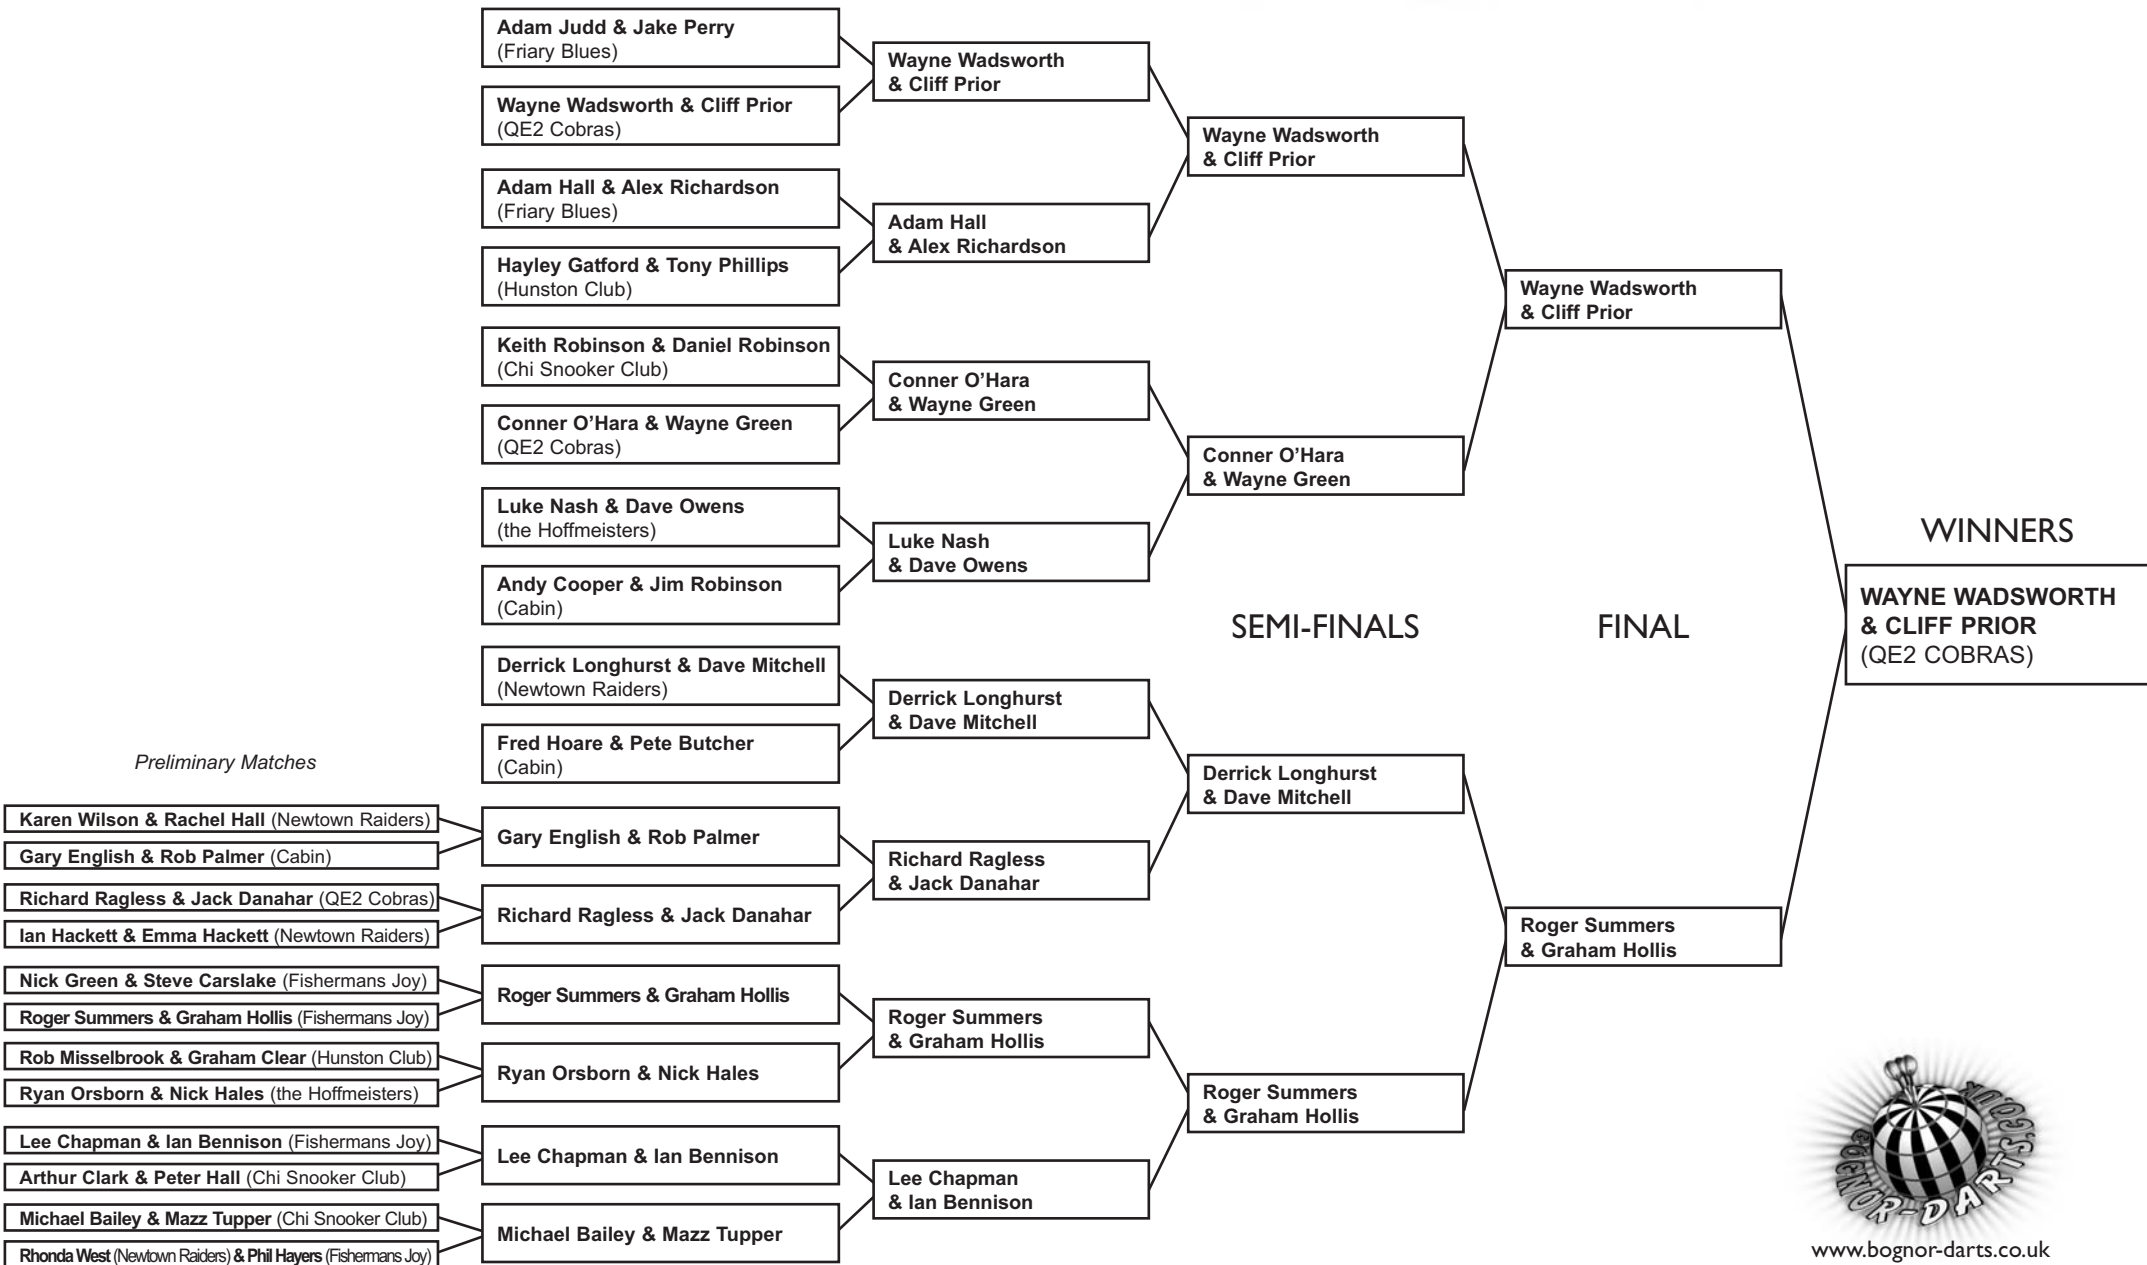 Adam Judd & Jake Perry
(Friary Blues)
Wayne Wadsworth & Cliff Prior
(QE2 Cobras)
Adam Hall & Alex Richardson
(Friary Blues)
Hayley Gatford & Tony Phillips
(Hunston Club)
Keith Robinson & Daniel Robinson
(Chi Snooker Club)
Conner O'Hara & Wayne Green
(QE2 Cobras)
Luke Nash & Dave Owens
(the Hoffmeisters)
Andy Cooper & Jim Robinson
(Cabin)
Derrick Longhurst & Dave Mitchell
(Newtown Raiders)
Fred Hoare & Pete Butcher
(Cabin)
Preliminary Matches
Karen Wilson & Rachel Hall (Newtown Raiders)
Gary English & Rob Palmer (Cabin)
Richard Ragless & Jack Danahar (QE2 Cobras)
Ian Hackett & Emma Hackett (Newtown Raiders)
Nick Green & Steve Carslake (Fishermans Joy)
Roger Summers & Graham Hollis (Fishermans Joy)
Rob Misselbrook & Graham Clear (Hunston Club)
Ryan Orsborn & Nick Hales (the Hoffmeisters)
Lee Chapman & Ian Bennison (Fishermans Joy)
Arthur Clark & Peter Hall (Chi Snooker Club)
Michael Bailey & Mazz Tupper (Chi Snooker Club)
Rhonda West (Newtown Raiders) & Phil Hayers (Fishermans Joy)
Gary English & Rob Palmer
Richard Ragless & Jack Danahar
Roger Summers & Graham Hollis
Ryan Orsborn & Nick Hales
Lee Chapman & Ian Bennison
Michael Bailey & Mazz Tupper
Wayne Wadsworth
& Cliff Prior
Adam Hall
& Alex Richardson
Conner O'Hara
& Wayne Green
Luke Nash
& Dave Owens
Derrick Longhurst
& Dave Mitchell
Richard Ragless
& Jack Danahar
Roger Summers
& Graham Hollis
Lee Chapman
& Ian Bennison
Wayne Wadsworth
& Cliff Prior
Conner O'Hara
& Wayne Green
SEMI-FINALS
Derrick Longhurst
& Dave Mitchell
Roger Summers
& Graham Hollis
Wayne Wadsworth
& Cliff Prior
FINAL
Roger Summers
& Graham Hollis
WINNERS
WAYNE WADSWORTH
& CLIFF PRIOR
(QE2 COBRAS)
BOGNOR-DARTS.CO.UK
www.bognor-darts.co.uk